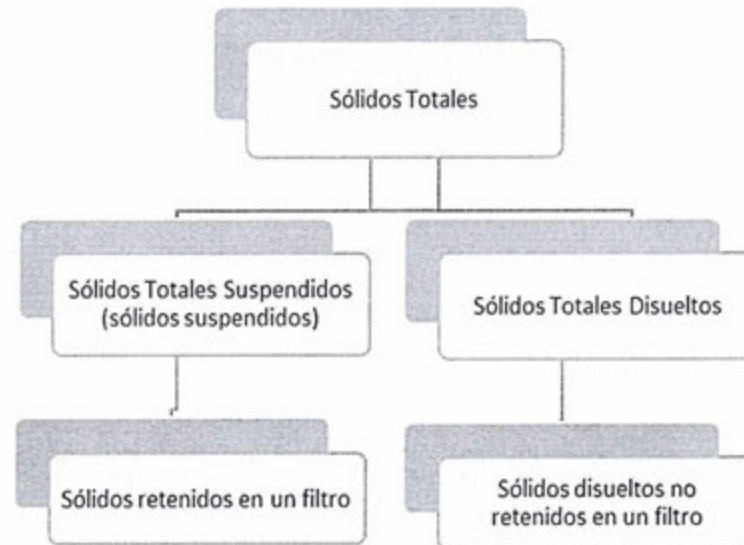 Sólidos Totales
Sólidos Totales Suspendidos
(sólidos suspendidos)
Sólidos Totales Disueltos
Sólidos retenidos en un filtro
Sólidos disueltos no
retenidos en un filtro